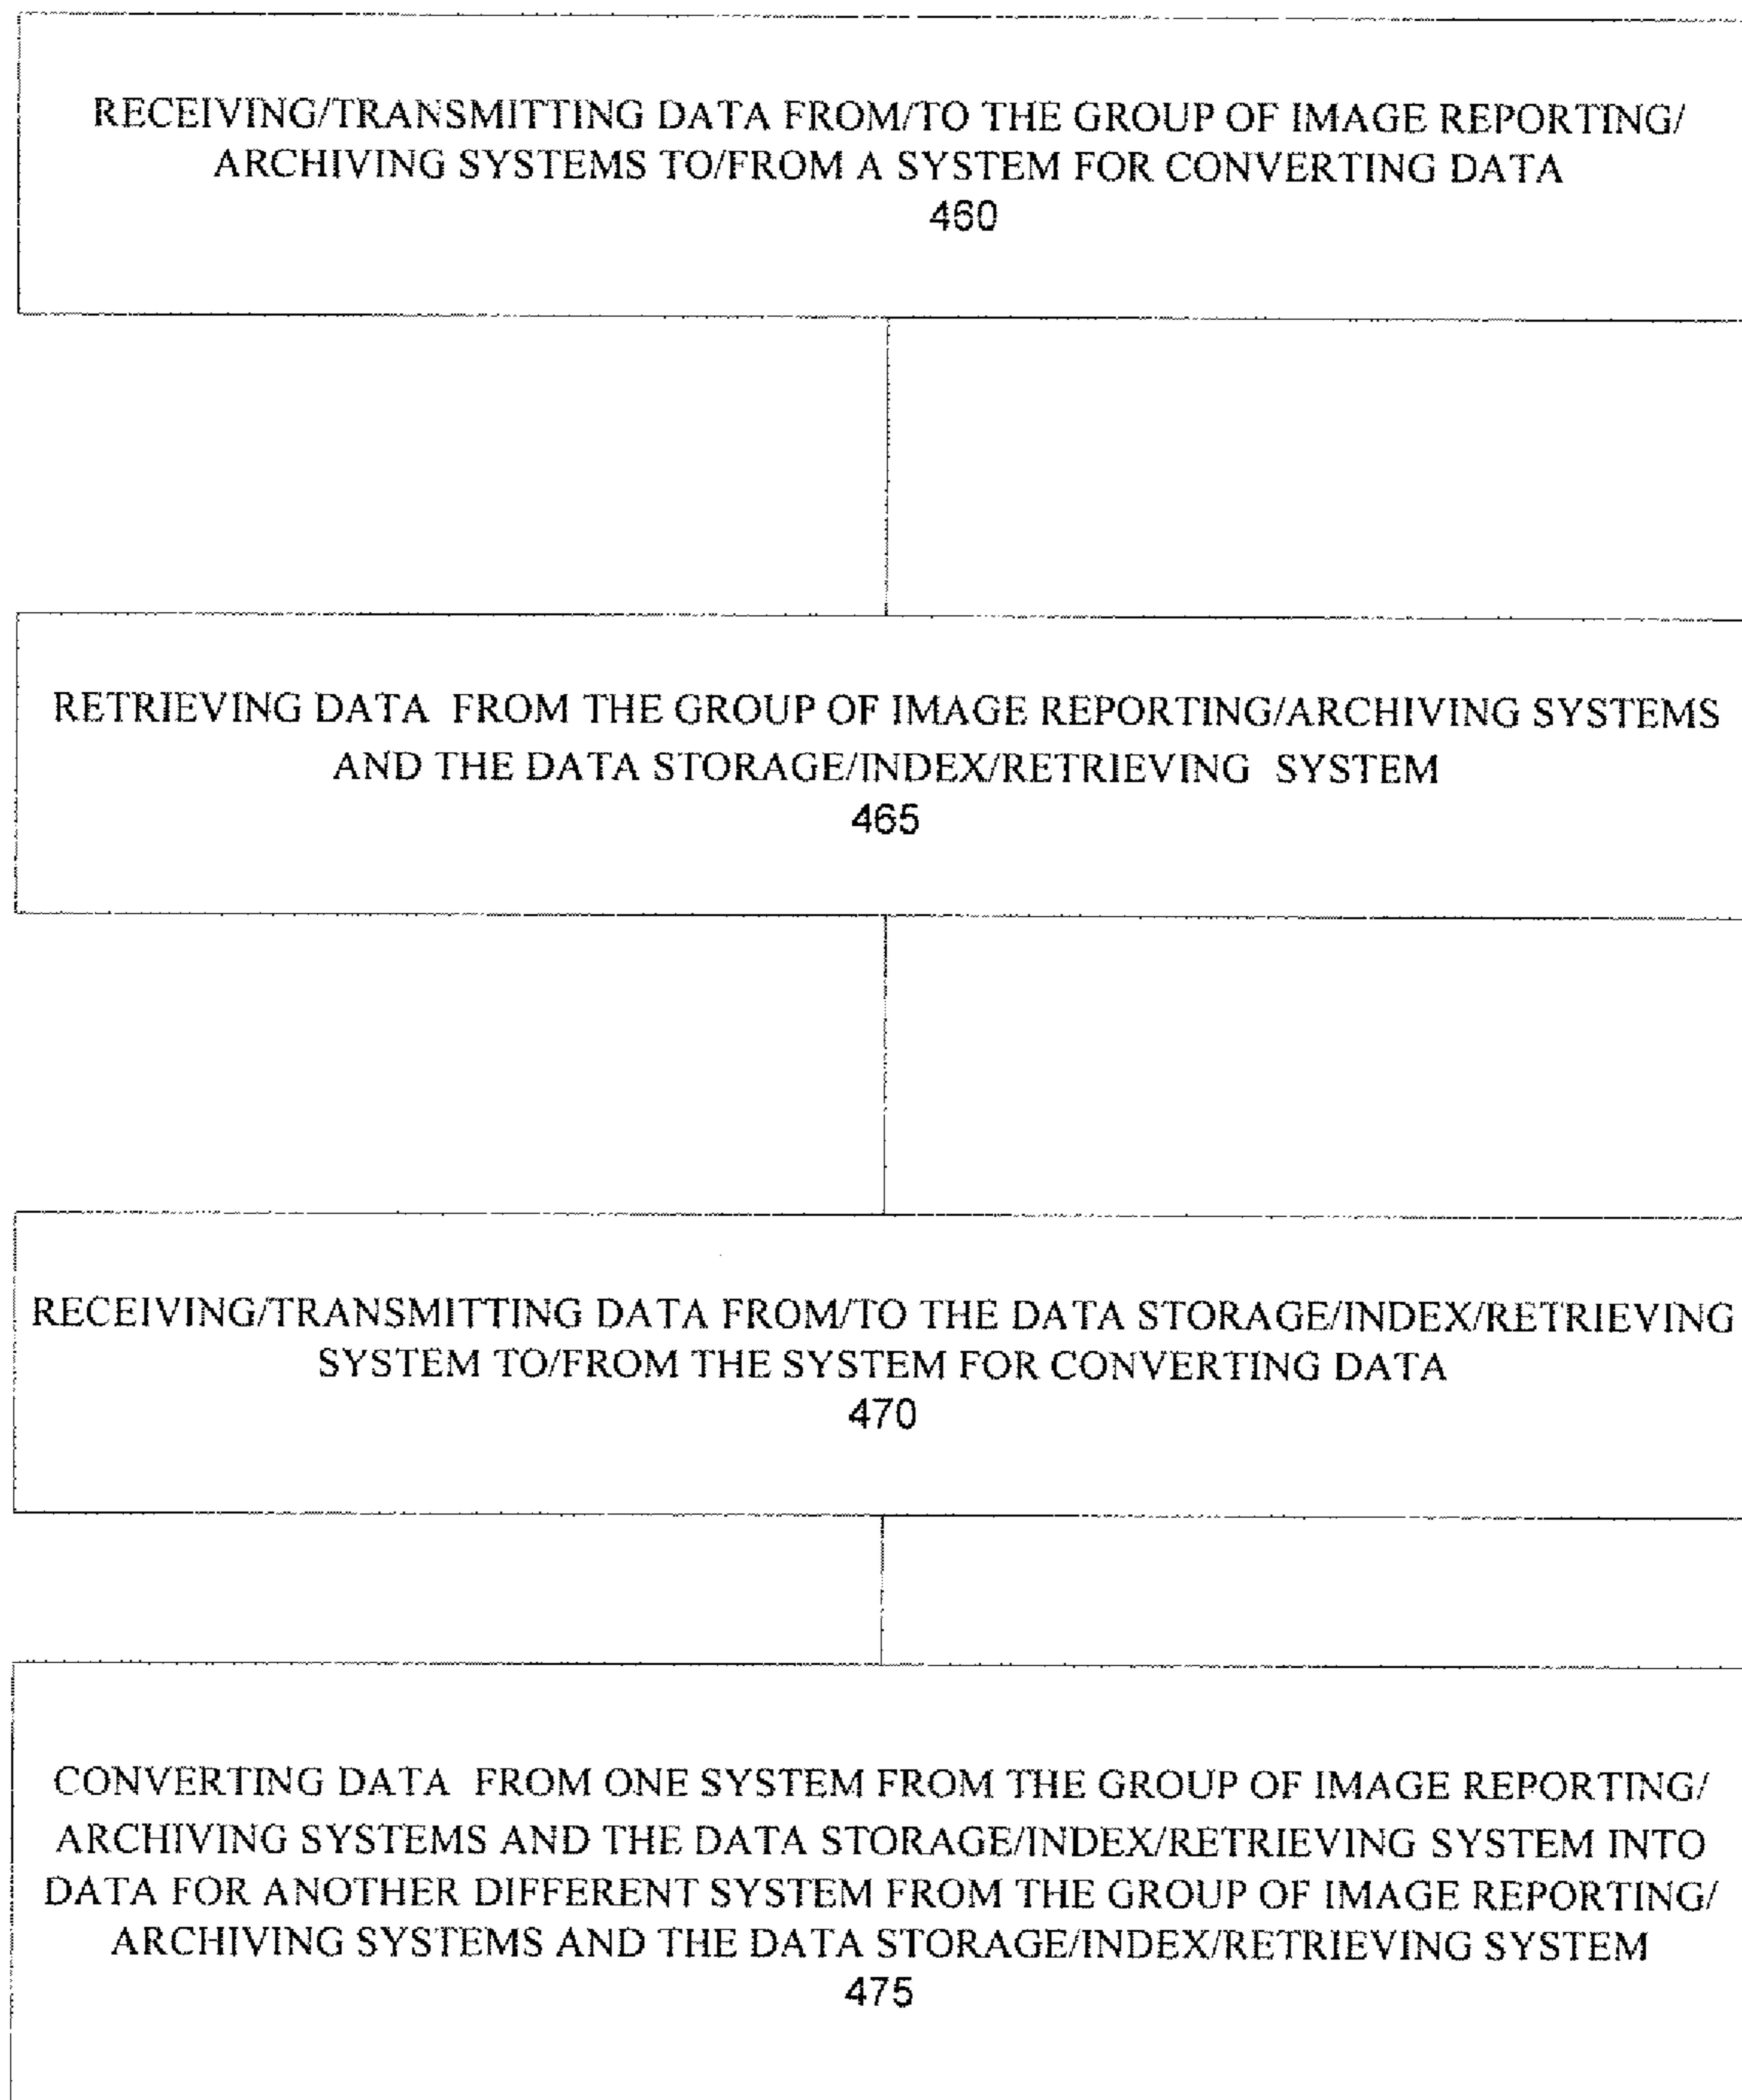 RECEIVING/TRANSMITTING DATA FROM/TO THE GROUP OF IMAGE REPORTING/
ARCHIVING SYSTEMS TO/FROM A SYSTEM FOR CONVERTING DATA
460
RETRIEVING DATA FROM THE GROUP OF IMAGE REPORTING/ARCHIVING SYSTEMS
AND THE DATA STORAGE/INDEX/RETRIEVING SYSTEM
465
RECEIVING/TRANSMITTING DATA FROM/TO THE DATA STORAGE/INDEX/RETRIEVING
SYSTEM TO/FROM THE SYSTEM FOR CONVERTING DATA
470
CONVERTING DATA FROM ONE SYSTEM FROM THE GROUP OF IMAGE REPORTING/
ARCHIVING SYSTEMS AND THE DATA STORAGE/INDEX/RETRIEVING SYSTEM INTO
DATA FOR ANOTHER DIFFERENT SYSTEM FROM THE GROUP OF IMAGE REPORTING/
ARCHIVING SYSTEMS AND THE DATA STORAGE/INDEX/RETRIEVING SYSTEM
475